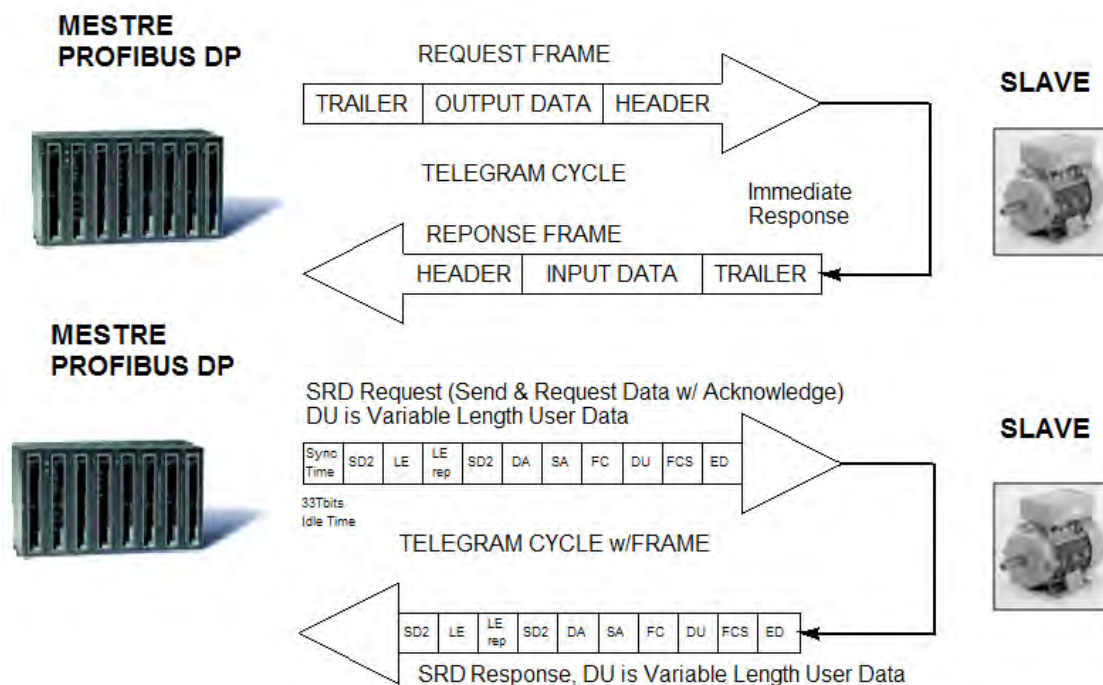 MESTRE
PROFIBUS DP
REQUEST FRAME
SLAVE
TRAILER OUTPUT DATA HEADER
TELEGRAM CYCLE
Immediate
Response
REPONSE FRAME
HEADER INPUT DATA TRAILER
MESTRE
PROFIBUS DP
SRD Request (Send & Request Data w/ Acknowledge)
DU is Variable Length User Data
SLAVE
Sync Time SD2 LE LE rep SD2 DA SA FC DU FCS ED
33Tbits
Idle Time
TELEGRAM CYCLE w/FRAME
SD2 LE LE rep SD2 DA SA FC DU FCS ED
SRD Response, DU is Variable Length User Data